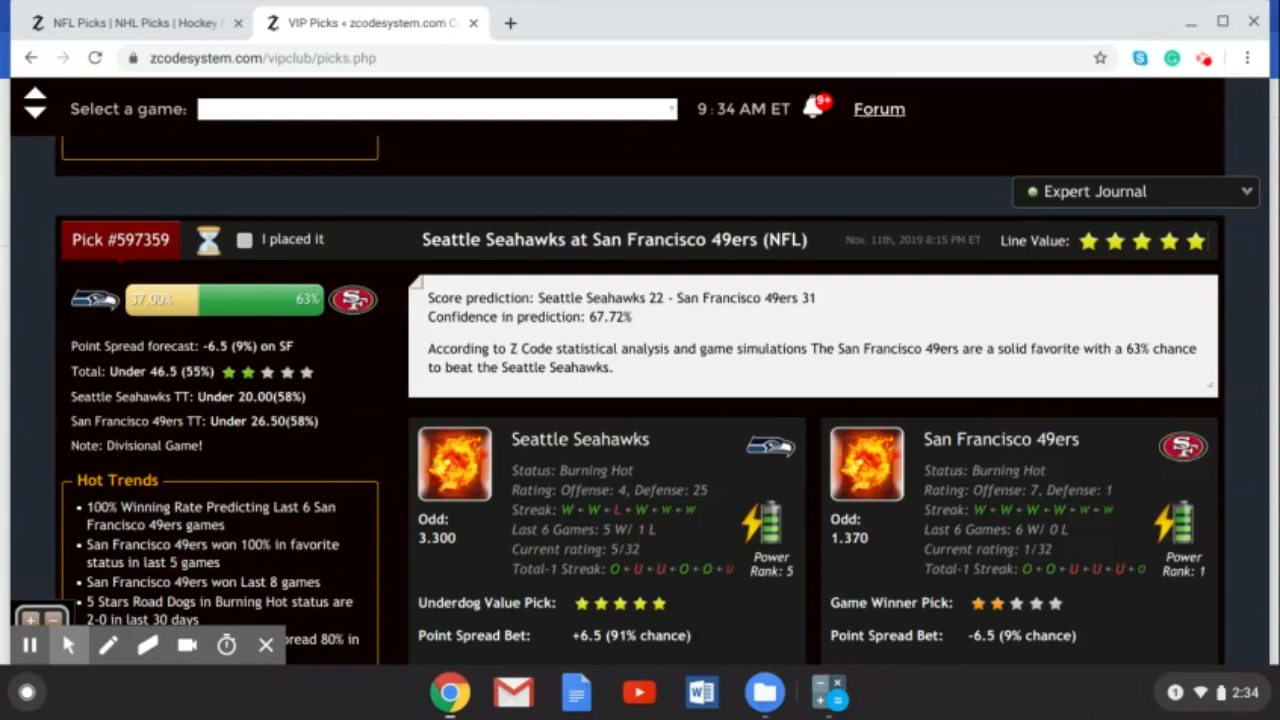 NFL Picks | NHL Picks | Hockey
VIP Picks « zcodesystem.com
zcodesystem.com/vipclub/picks.php
Select a game:
9:34 AM ET
9+
Forum
Expert Journal
Pick #597359
I placed it
Seattle Seahawks at San Francisco 49ers (NFL)
Nov. 11th, 2019 8:15 PM ET
Line Value:
37.00%
63%
SF
Score prediction: Seattle Seahawks 22 - San Francisco 49ers 31
Confidence in prediction: 67.72%
According to Z Code statistical analysis and game simulations The San Francisco 49ers are a solid favorite with a 63% chance
to beat the Seattle Seahawks.
Point Spread forecast: -6.5 (9%) on SF
Total: Under 46.5 (55%)
Seattle Seahawks TT: Under 20.00(58%)
San Francisco 49ers TT: Under 26.50(58%)
Note: Divisional Game!
Hot Trends
• 100% Winning Rate Predicting Last 6 San
Francisco 49ers games
• San Francisco 49ers won 100% in favorite
status in last 5 games
• San Francisco 49ers won Last 8 games
• 5 Stars Road Dogs in Burning Hot status are
2-0 in last 30 days
pread 80% in
Seattle Seahawks
Status: Burning Hot
Rating: Offense: 4, Defense: 25
Streak: W - W - L - W - W - W
Last 6 Games: 5 W/ 1 L
Current rating: 5/32
Total-1 Streak: O - U - U - O - O - U
Odd:
3.300
Power
Rank: 5
Underdog Value Pick:
Point Spread Bet: +6.5 (91% chance)
San Francisco 49ers
SF
Status: Burning Hot
Rating: Offense: 7, Defense: 1
Streak: W - W - W - W - W - W
Last 6 Games: 6 W/ 0 L
Current rating: 1/32
Total-1 Streak: O - O - U - U - U - O
Odd:
1.370
Power
Rank: 1
Game Winner Pick:
Point Spread Bet: -6.5 (9% chance)
1
2:34